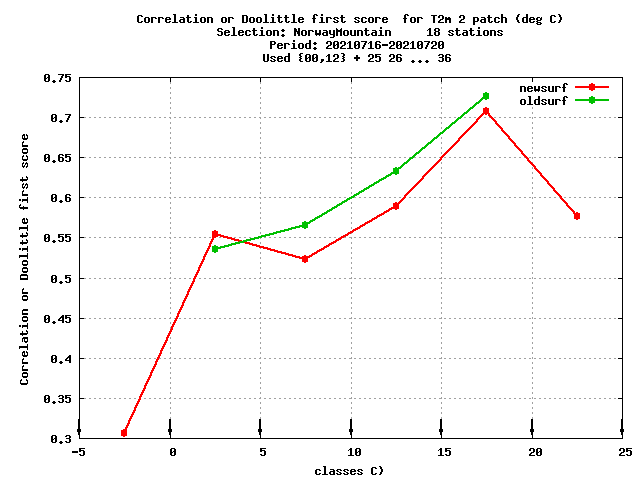 Correlation or Doolittle first score  for T2m 2 patch (deg C)
Selection: NorwayMountain     18 stations
Period: 20210716-20210720
Used {00,12} + 25 26 ... 36
newsurf
oldsurf
Correlation or Doolittle first score
0.75
0.7
0.65
0.6
0.55
0.5
0.45
0.4
0.35
0.3
-5 0 5 10 15 20 25
classes C)